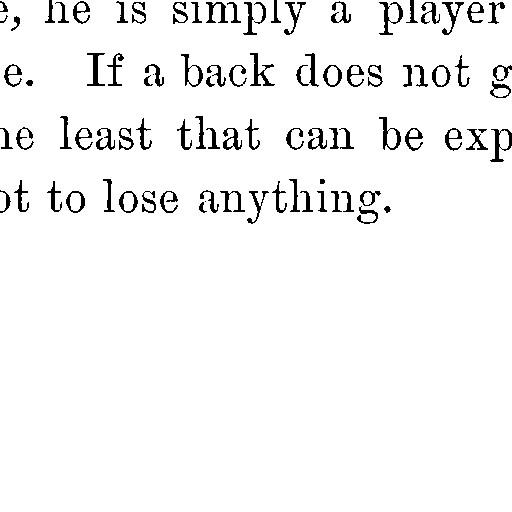 e, he is simply a player
e. If a back does not g
he least that can be exp
ot to lose anything.